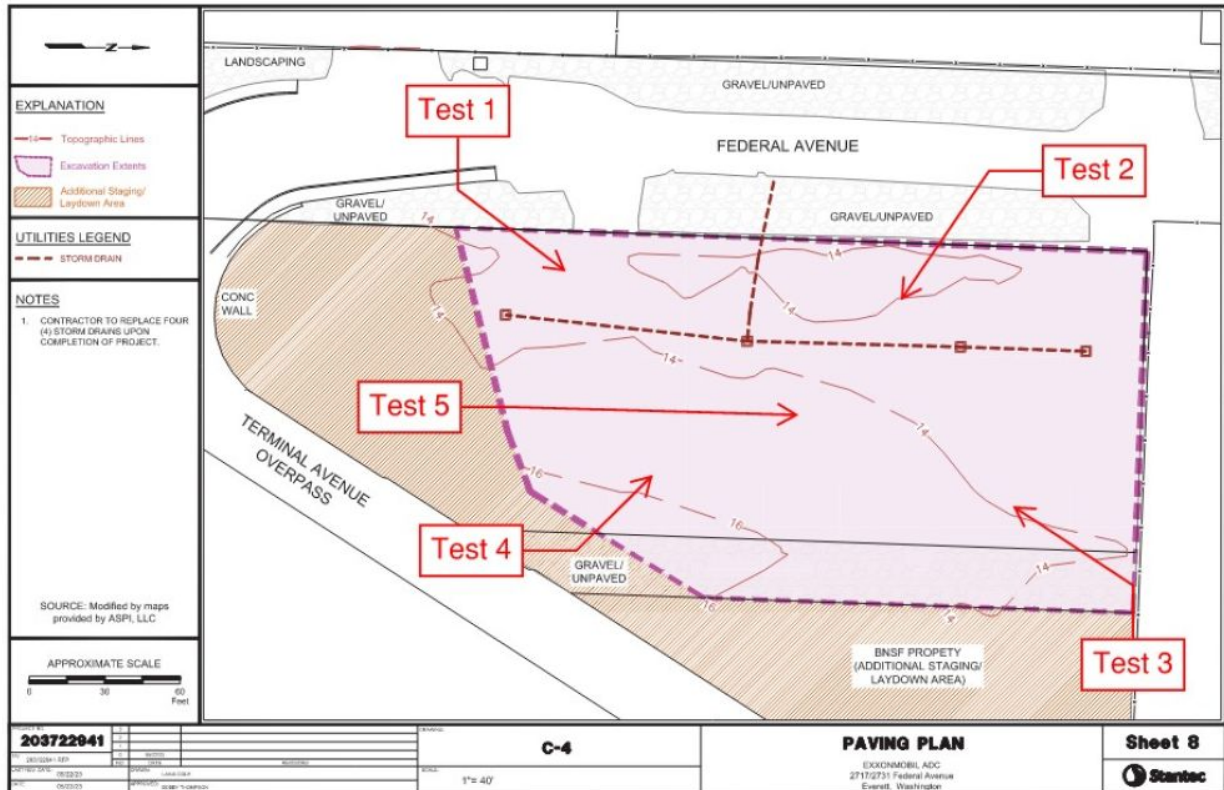 N
EXPLANATION
14 Topographic Lines
Excavation Extents
Additional Staging/
Laydown Area
UTILITIES LEGEND
STORM DRAIN
NOTES
1. CONTRACTOR TO REPLACE FOUR
(4) STORM DRAINS UPON
COMPLETION OF PROJECT.
SOURCE: Modified by maps
provided by ASPI, LLC
APPROXIMATE SCALE
0 30 60
Feet
LANDSCAPING
GRAVEL/UNPAVED
Test 1
FEDERAL AVENUE
Test 2
GRAVEL/
UNPAVED
GRAVEL/UNPAVED
14
14
14
14
CONC
WALL
14
Test 5
14
TERMINAL AVENUE
OVERPASS
16
16
Test 4
GRAVEL/
UNPAVED
14
16
14
BNSF PROPETY
(ADDITIONAL STAGING/
LAYDOWN AREA)
Test 3
203722941
C-4
1"= 40'
PAVING PLAN
EXXONMOBIL ADC
2717/2731 Federal Avenue
Everett, Washington
Sheet 8
Stantec